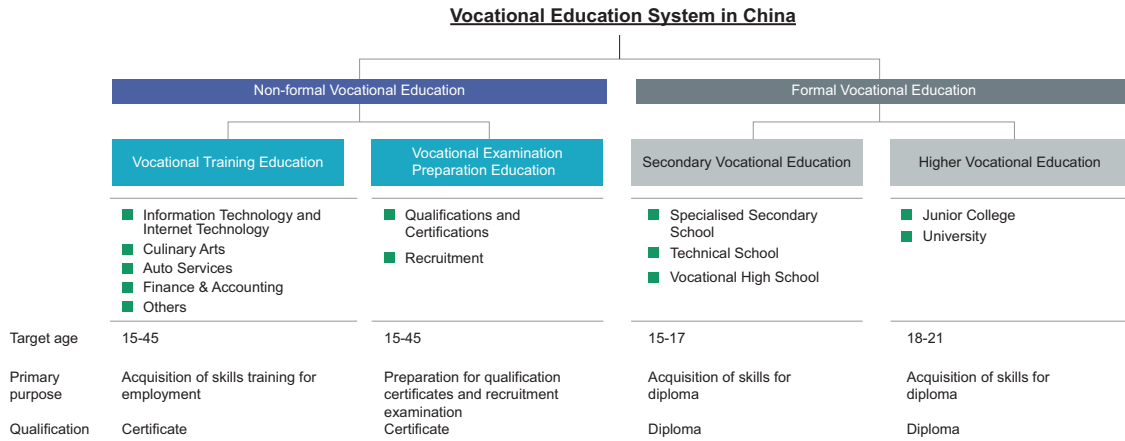 Vocational Education System in China
Non-formal Vocational Education
Formal Vocational Education
Vocational Training Education
Vocational Examination
Preparation Education
Secondary Vocational Education
Higher Vocational Education
Information Technology and
Internet Technology
Culinary Arts
Auto Services
Finance & Accounting
Others
Qualifications and
Certifications
Recruitment
Specialised Secondary
School
Technical School
Vocational High School
Junior College
University
Target age
15-45
15-45
15-17
18-21
Primary
purpose
Acquisition of skills training for
employment
Preparation for qualification
certificates and recruitment
examination
Acquisition of skills for
diploma
Acquisition of skills for
diploma
Qualification
Certificate
Certificate
Diploma
Diploma